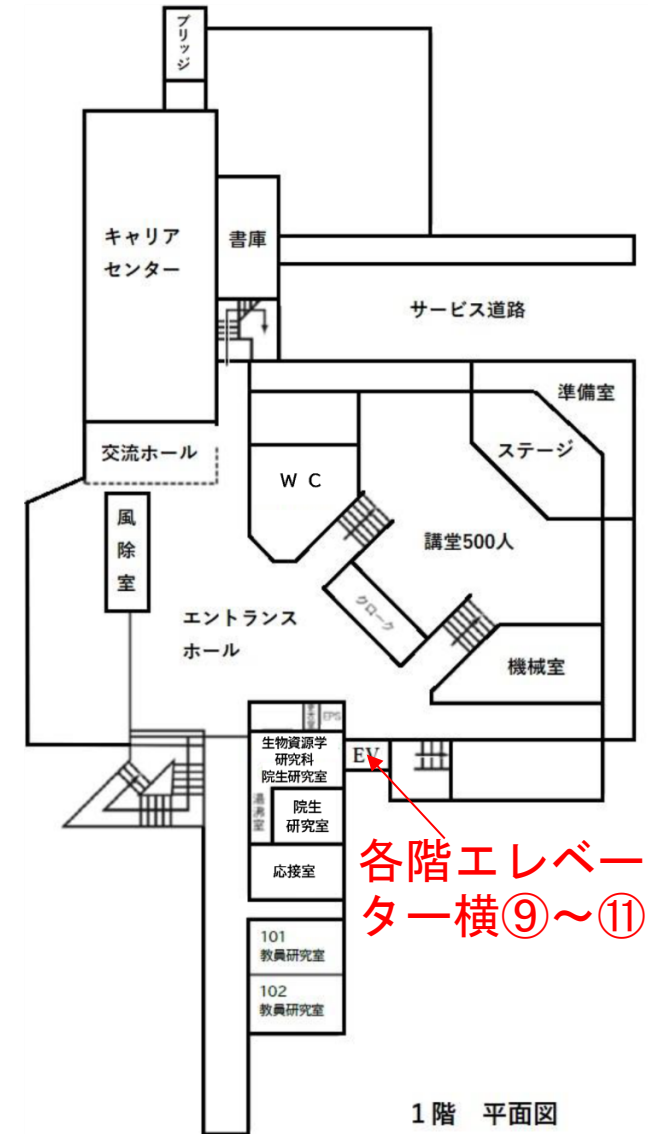 ブリッジ
キャリア
センター
書庫
サービス道路
準備室
ステージ
交流ホール
W C
講堂500人
風除室
クローク
エントランス
ホール
機械室
EPS
生物資源学
研究科
院生研究室
EV
湯沸室
院生
研究室
応接室
各階エレベー
ター横⑨~⑪
101
教員研究室
102
教員研究室
1階 平面図